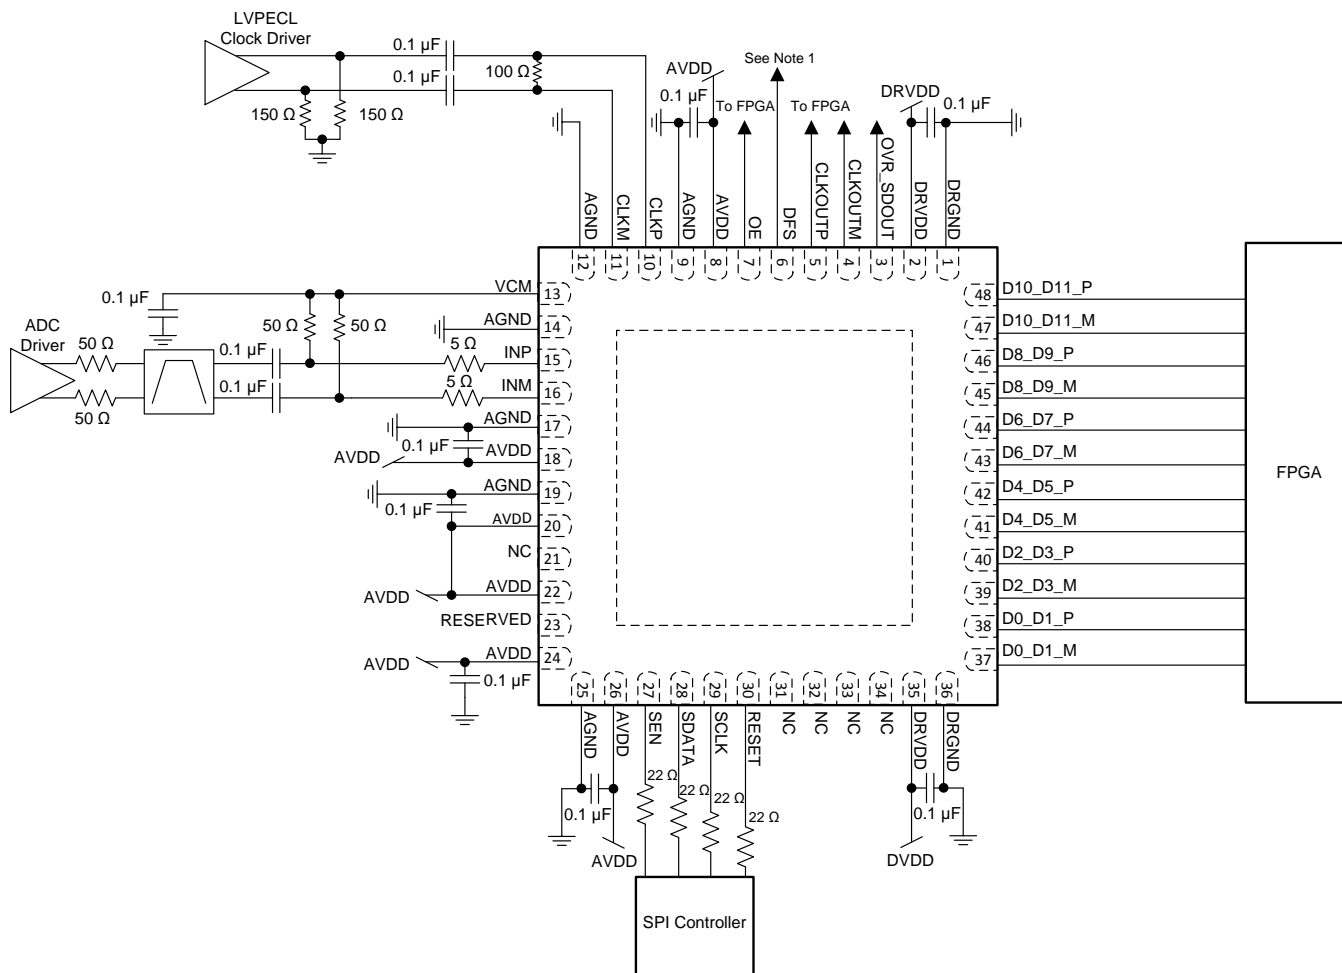 LVPECL
Clock Driver
0.1 µF
0.1 µF
100 Ω
150 Ω
150 Ω
See Note 1
AVDD
0.1 µF
To FPGA
To FPGA
DRVDD
0.1 µF
AGND
CLKM
CLKP
AGND
AVDD
OE
DFS
CLKOUTP
CLKOUTM
OVR_SDOUT
DRVDD
DRGND
12
11
10
9
8
7
6
5
4
3
2
1
0.1 µF
ADC
Driver
50 Ω
50 Ω
0.1 µF
0.1 µF
50 Ω
50 Ω
5 Ω
5 Ω
VCM
13
AGND
14
INP
15
INM
16
AGND
17
0.1 µF
AVDD
AVDD
18
AGND
19
0.1 µF
AVDD
20
NC
21
AVDD
AVDD
22
RESERVED
23
AVDD
AVDD
24
0.1 µF
48
D10_D11_P
47
D10_D11_M
46
D8_D9_P
45
D8_D9_M
44
D6_D7_P
43
D6_D7_M
42
D4_D5_P
41
D4_D5_M
40
D2_D3_P
39
D2_D3_M
38
D0_D1_P
37
D0_D1_M
FPGA
25
26
27
28
29
30
31
32
33
34
35
36
AGND
AVDD
SEN
SDATA
SCLK
RESET
NC
NC
NC
NC
DRVDD
DRGND
22 Ω
22 Ω
22 Ω
22 Ω
0.1 µF
AVDD
0.1 µF
DVDD
SPI Controller